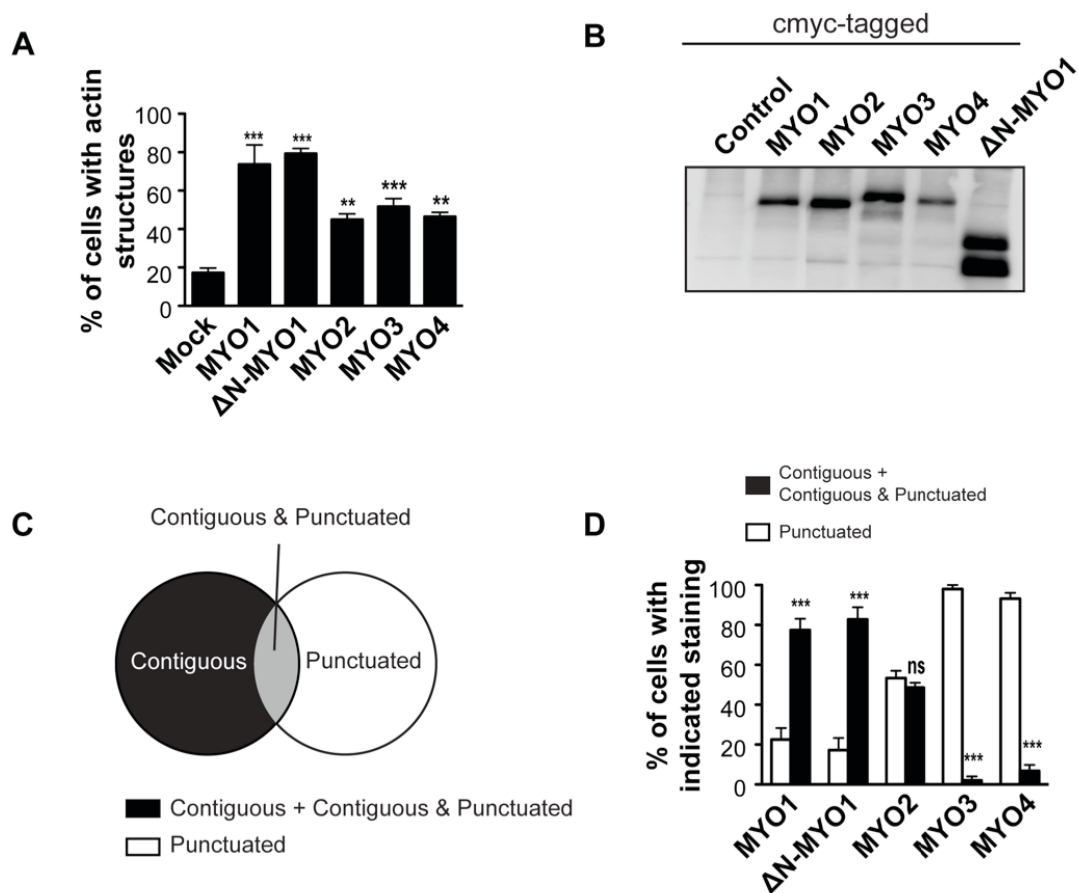 A
% of cells with actin
structures
100
80
60
40
20
0
Mock
MYO1
ΔN-MYO1
MYO2
MYO3
MYO4
***
***
**
***
**
B
cmyc-tagged
Control
MYO1
MYO2
MYO3
MYO4
ΔN-MYO1
C
Contiguous & Punctuated
Contiguous
Punctuated
Contiguous + Contiguous & Punctuated
Punctuated
Contiguous +
Contiguous & Punctuated
Punctuated
D
% of cells with
indicated staining
100
80
60
40
20
0
***
***
ns
***
***
MYO1
ΔN-MYO1
MYO2
MYO3
MYO4